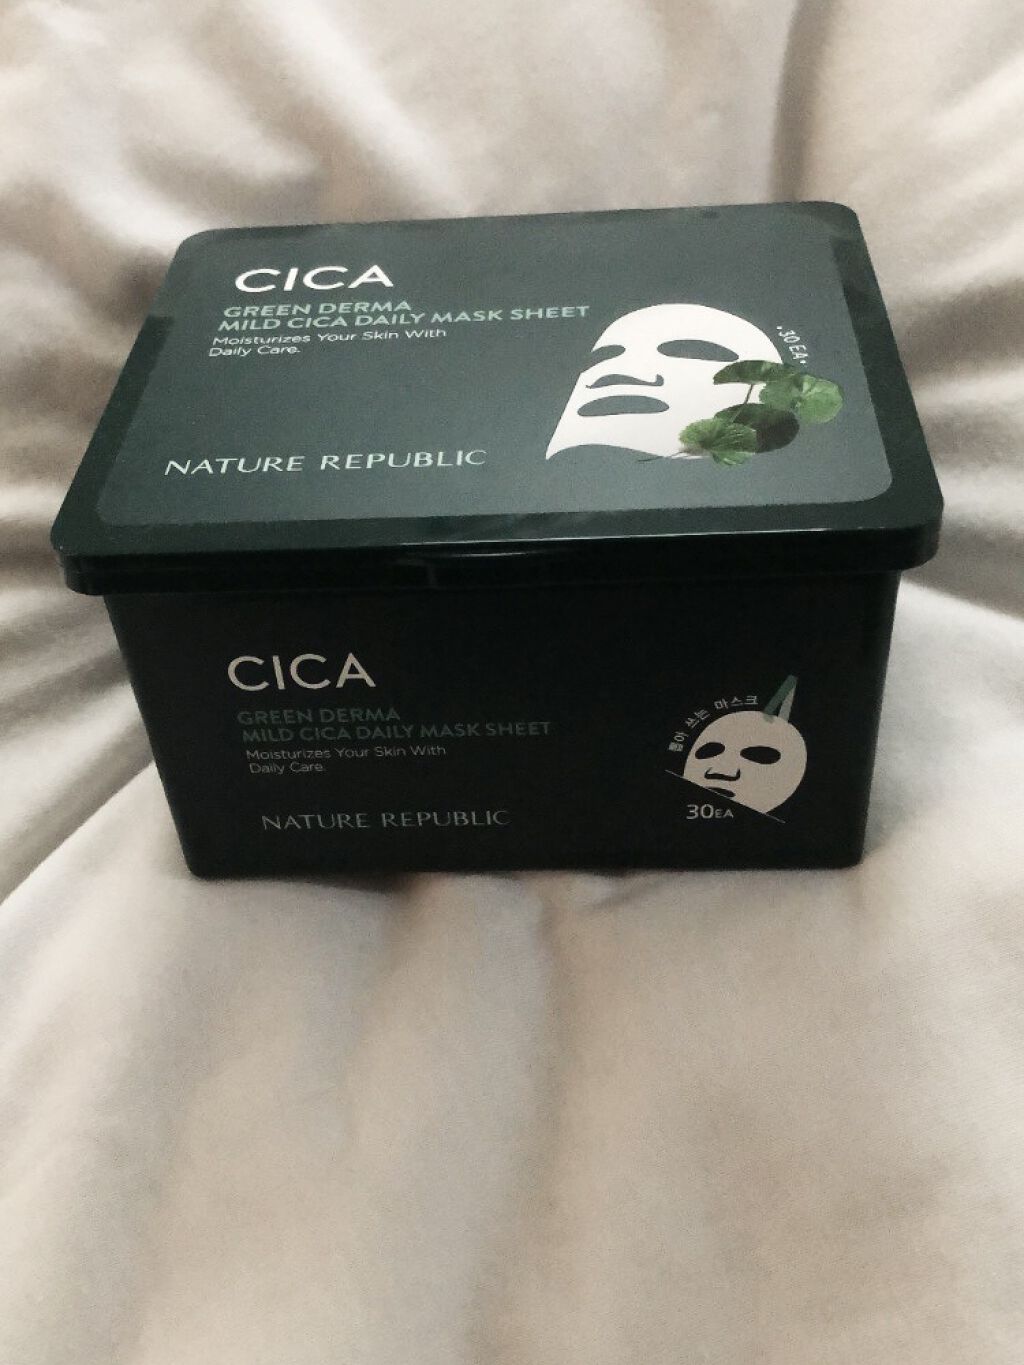 CICA
GREEN DERMA
MILD CICA DAILY MASK SHEET
Moisturizes Your Skin With
Daily Care.
•30 EA•
NATURE REPUBLIC
CICA
GREEN DERMA
MILD CICA DAILY MASK SHEET
Moisturizes Your Skin With
Daily Care.
뽑아 쓰는 마스크
30EA
NATURE REPUBLIC